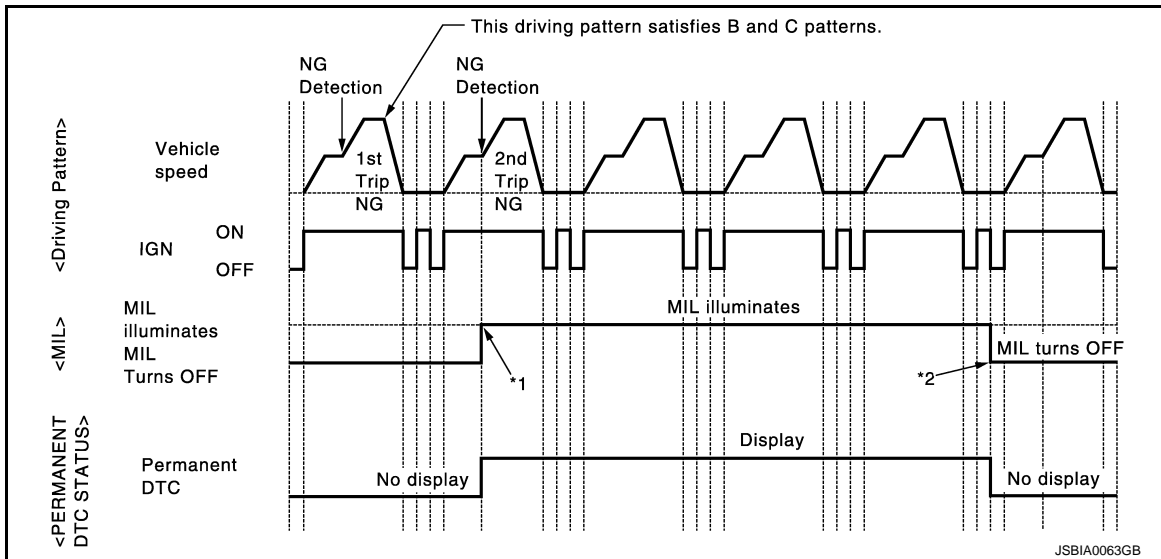 This driving pattern satisfies B and C patterns.
NG
Detection
NG
Detection
<Driving Pattern>
Vehicle
speed
1st
Trip
NG
2nd
Trip
NG
IGN
ON
OFF
<MIL>
MIL
illuminates
MIL
Turns OFF
MIL illuminates
MIL turns OFF
*1
*2
<PERMANENT
DTC STATUS>
Permanent
DTC
No display
Display
No display
JSBIA0063GB